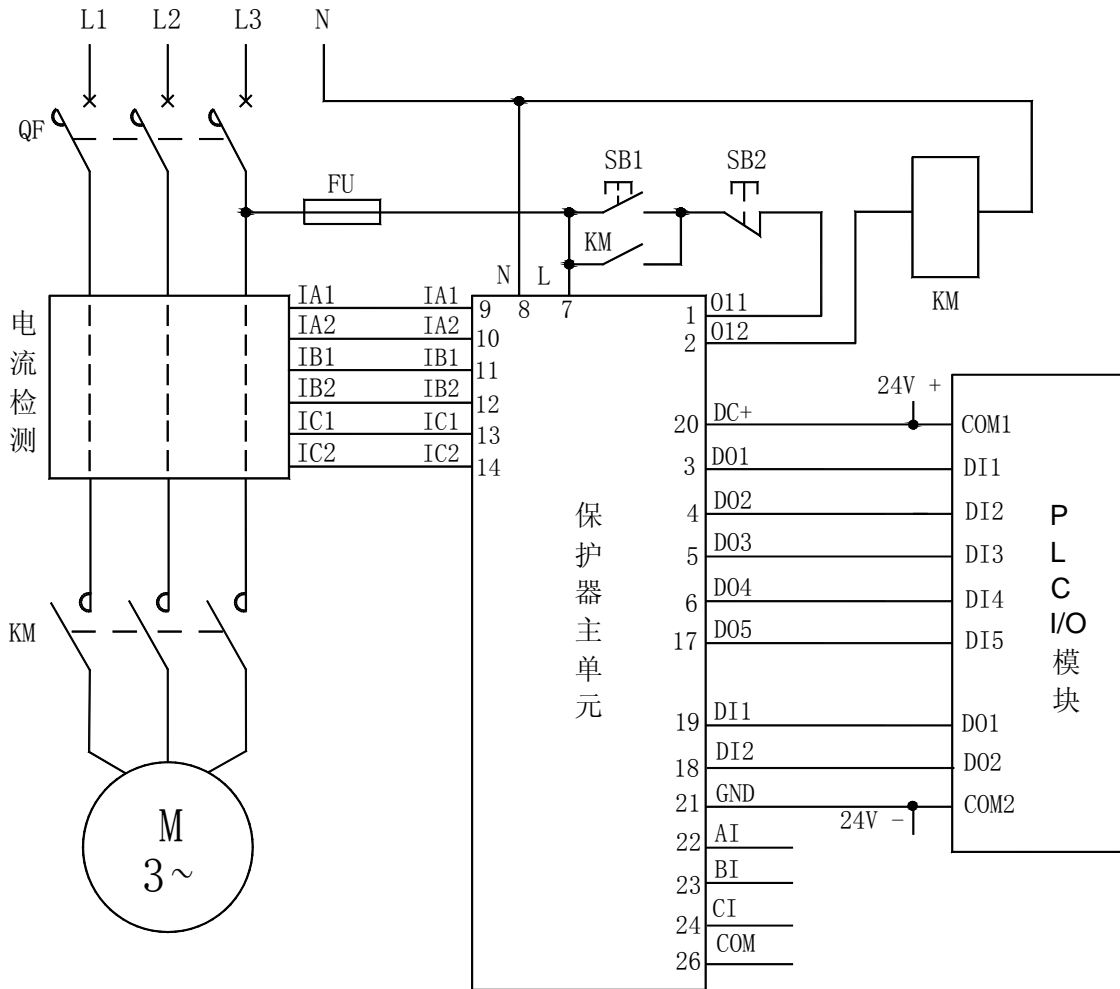 L1 L2 L3 N
QF
FU
SB1 SB2
KM
N L
KM
电流检测
IA1 IA1 9 8 7
IA2 IA2 10
IB1 IB1 11
IB2 IB2 12
IC1 IC1 13
IC2 IC2 14
保护器主单元
1 O11
2 O12
24V +
20 DC+ COM1
3 DO1 DI1
4 DO2 DI2
5 DO3 DI3
6 DO4 DI4
17 DO5 DI5
19 DI1 DO1
18 DI2 DO2
21 GND COM2
24V -
22 AI
23 BI
24 CI
26 COM
P
L
C
I/O
模
块
KM
M
3~